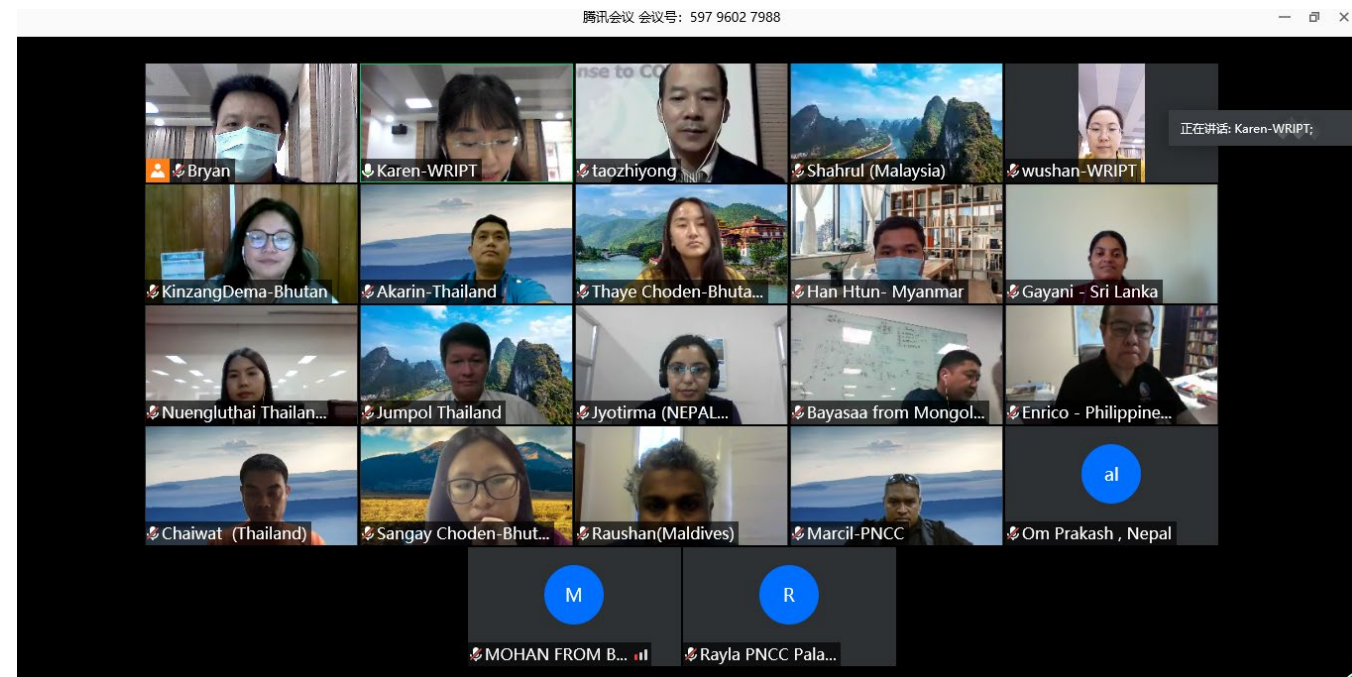 腾讯会议 会议号：597 9602 7988
nse to CO
Bryan
Karen-WRIPT
taozhiyong
Shahrul (Malaysia)
wushan-WRIPT
正在讲话: Karen-WRIPT;
KinzangDema-Bhutan
Akarin-Thailand
Thaye Choden-Bhuta...
Han Htun- Myanmar
Gayani - Sri Lanka
Nuengluthai Thailan...
Jumpol Thailand
Jyotirma (NEPAL...
Bayasaa from Mongol...
Enrico - Philippine...
Chaiwat (Thailand)
Sangay Choden-Bhut...
Raushan(Maldives)
Marcil-PNCC
al
Om Prakash , Nepal
M
R
MOHAN FROM B...
Rayla PNCC Pala...